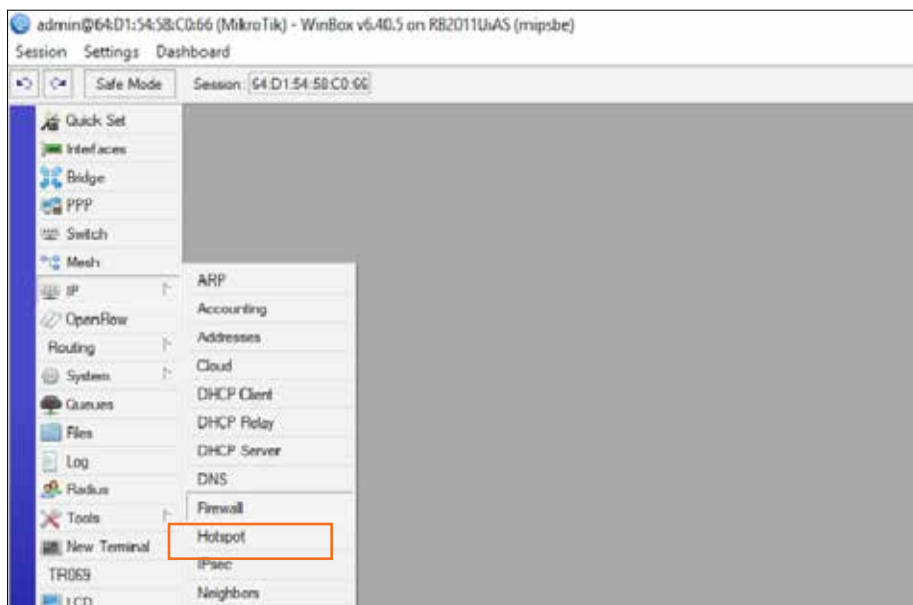 admin@64:D1:54:58:C0:66 (MikroTik) - WinBox v6.40.5 on RB2011UiAS (mipsbe)
Session Settings Dashboard
Safe Mode Session: 64:D1:54:58:C0:66
Quick Set
Interfaces
Bridge
PPP
Switch
Mesh
IP
OpenFlow
Routing
System
Queues
Files
Log
Radius
Tools
New Terminal
TR069
LCD
ARP
Accounting
Addresses
Cloud
DHCP Client
DHCP Relay
DHCP Server
DNS
Firewall
Hotspot
IPsec
Neighbors